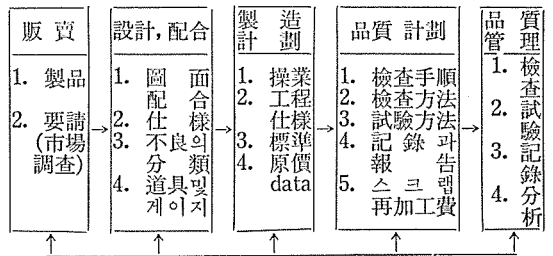 販 賣
1. 製品
2. 要請
(市場
調査)
設計, 配合
1. 圖 面
配 合
2. 仕 樣
3. 不良의
分 類
4. 道具및
게이지
製 造
計 劃
1. 操業
2. 工程
仕樣
3. 標準
4. 原價
data
品質 計劃
1. 檢查手順
2. 檢查方法
3. 試驗方法
4. 記錄과
報 告
5. 스크랩
再加工費
品 質
管 理
1. 檢
查
2. 試
驗
3. 記
錄
4. 分
析